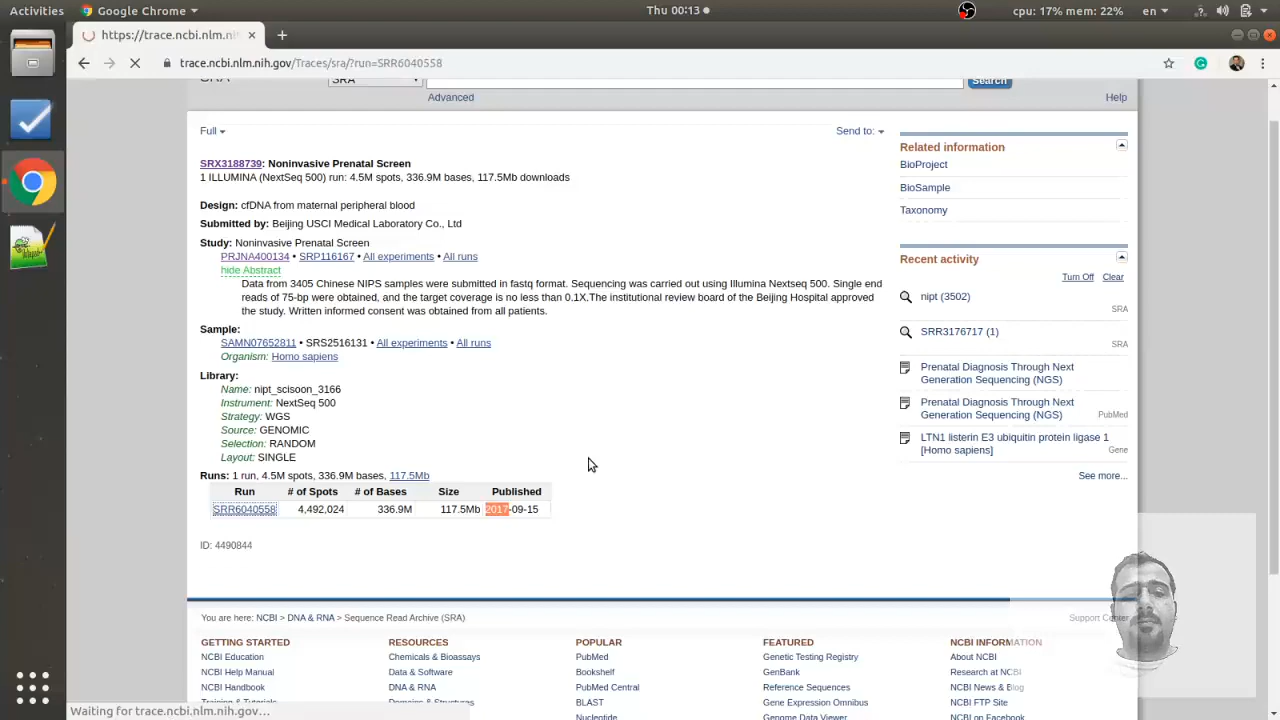 Activities Google Chrome Thu 00:13 cpu: 17% mem: 22% en
https://trace.ncbi.nlm.ni
trace.ncbi.nlm.nih.gov/Traces/sra/?run=SRR6040558
SRA SRA Search
Advanced Help
Full Send to:
SRX3188739: Noninvasive Prenatal Screen
1 ILLUMINA (NextSeq 500) run: 4.5M spots, 336.9M bases, 117.5Mb downloads
Design: cfDNA from maternal peripheral blood
Submitted by: Beijing USCI Medical Laboratory Co., Ltd
Study: Noninvasive Prenatal Screen
PRJNA400134 • SRP116167 • All experiments • All runs
hide Abstract
Data from 3405 Chinese NIPS samples were submitted in fastq format. Sequencing was carried out using Illumina Nextseq 500. Single end
reads of 75-bp were obtained, and the target coverage is no less than 0.1X.The institutional review board of the Beijing Hospital approved
the study. Written informed consent was obtained from all patients.
Sample:
SAMN07652811 • SRS2516131 • All experiments • All runs
Organism: Homo sapiens
Library:
Name: nipt_scisoon_3166
Instrument: NextSeq 500
Strategy: WGS
Source: GENOMIC
Selection: RANDOM
Layout: SINGLE
Runs: 1 run, 4.5M spots, 336.9M bases, 117.5Mb
Run # of Spots # of Bases Size Published
SRR6040558 4,492,024 336.9M 117.5Mb 2017-09-15
ID: 4490844
Related information
BioProject
BioSample
Taxonomy
Recent activity
Turn Off Clear
nipt (3502)
SRA
SRR3176717 (1)
SRA
Prenatal Diagnosis Through Next
Generation Sequencing (NGS)
Prenatal Diagnosis Through Next
Generation Sequencing (NGS) PubMed
LTN1 listerin E3 ubiquitin protein ligase 1
[Homo sapiens] Gene
See more...
You are here: NCBI > DNA & RNA > Sequence Read Archive (SRA) Support Center
GETTING STARTED RESOURCES POPULAR FEATURED NCBI INFORMATION
NCBI Education Chemicals & Bioassays PubMed Genetic Testing Registry About NCBI
NCBI Help Manual Data & Software Bookshelf GenBank Research at NCBI
NCBI Handbook DNA & RNA PubMed Central Reference Sequences NCBI News & Blog
Training & Tutorials Domains & Structures BLAST Gene Expression Omnibus NCBI FTP Site
Nucleotide Genome Data Viewer NCBI on Facebook
Waiting for trace.ncbi.nlm.nih.gov…